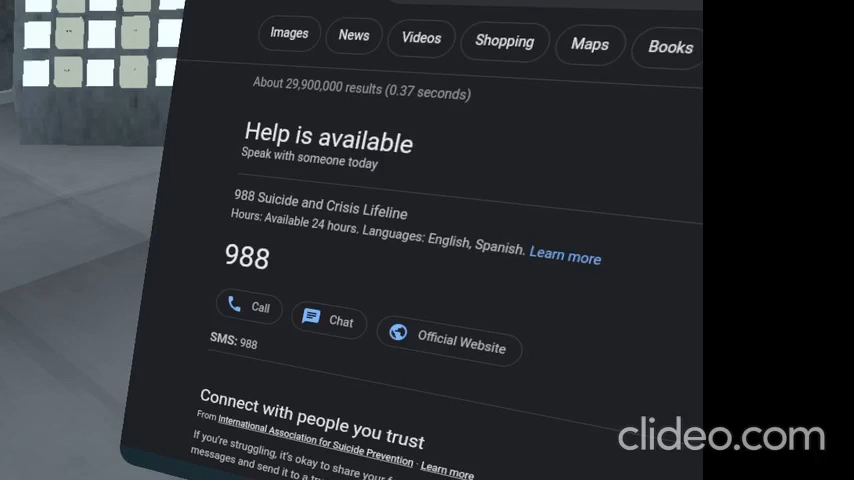 Images News Videos Shopping Maps Books
About 29,900,000 results (0.37 seconds)
Help is available
Speak with someone today
988 Suicide and Crisis Lifeline
Hours: Available 24 hours. Languages: English, Spanish. Learn more
988
Call Chat Official Website
SMS: 988
Connect with people you trust
From International Association for Suicide Prevention · Learn more
If you're struggling, it's okay to share your
messages and send it to a
clideo.com